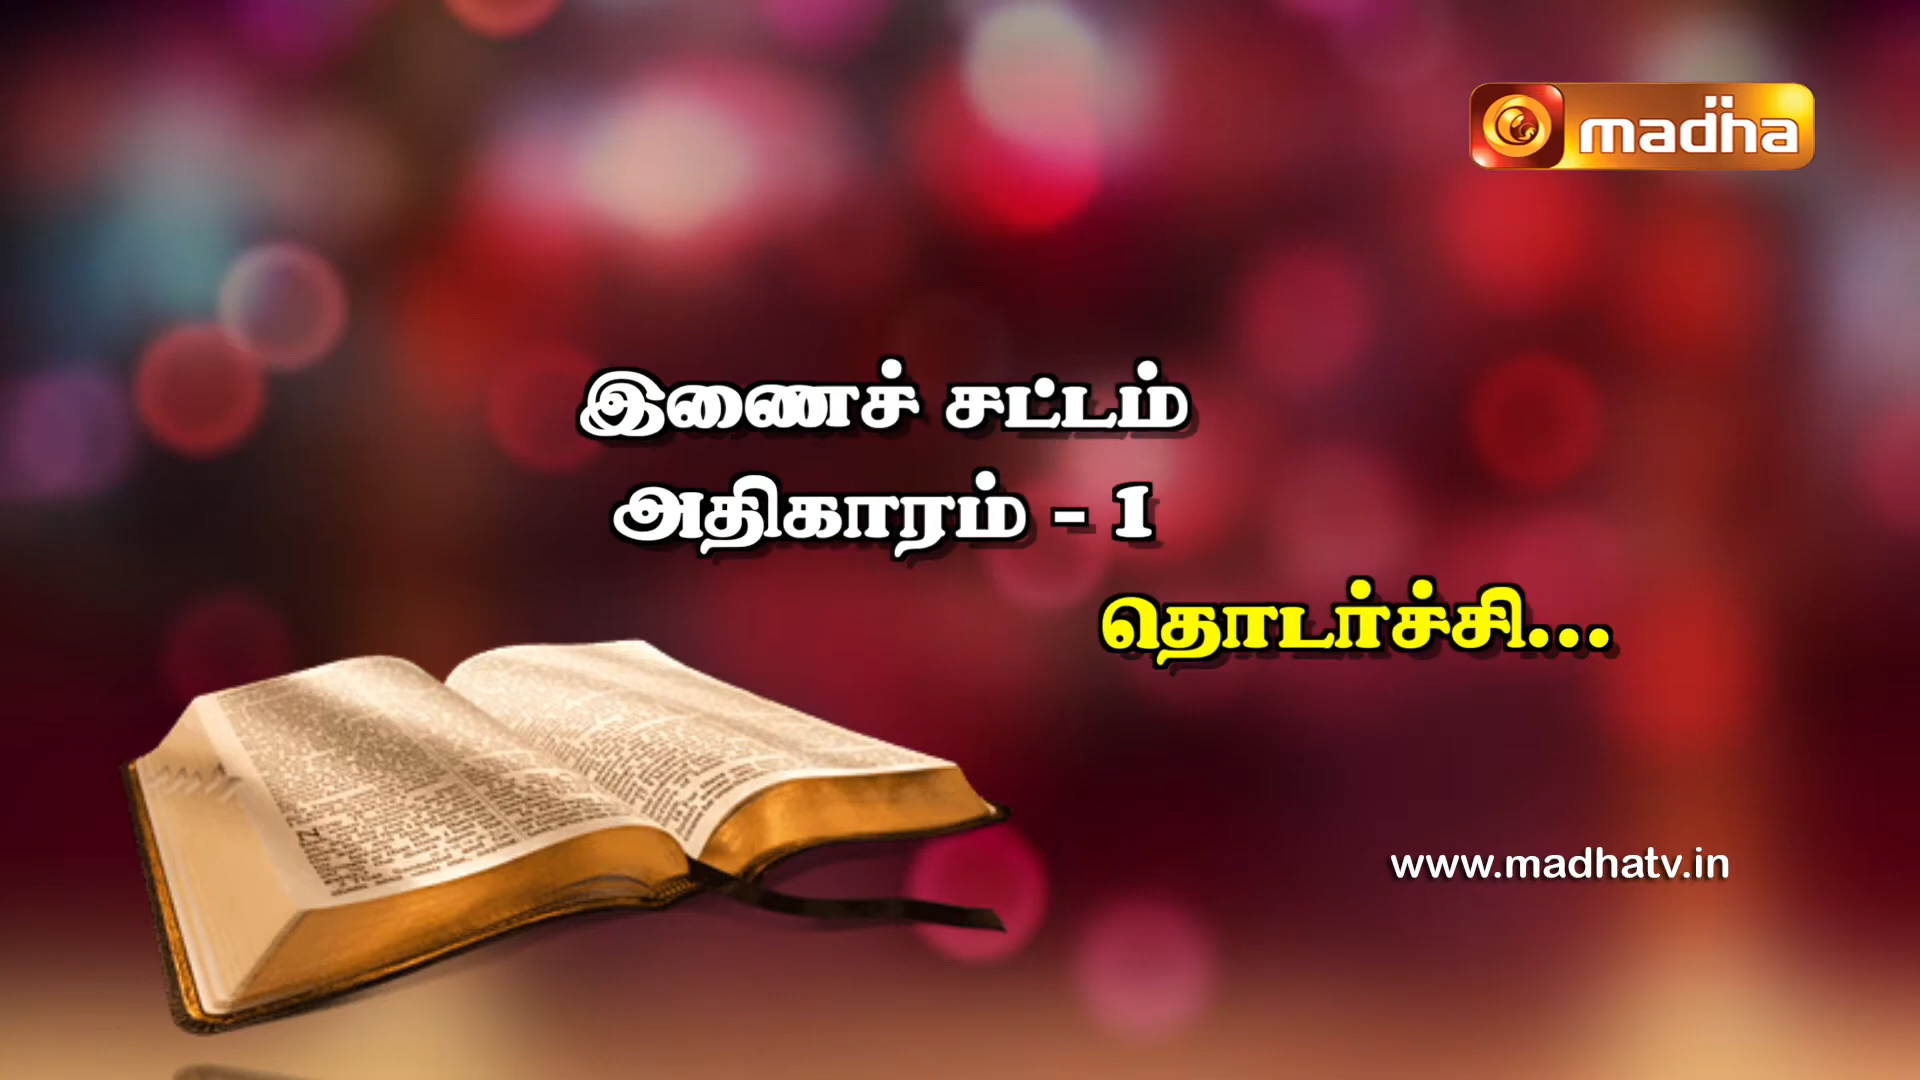 madha
இணைச் சட்டம்
அதிகாரம் - 1
தொடர்ச்சி...
www.madhatv.in